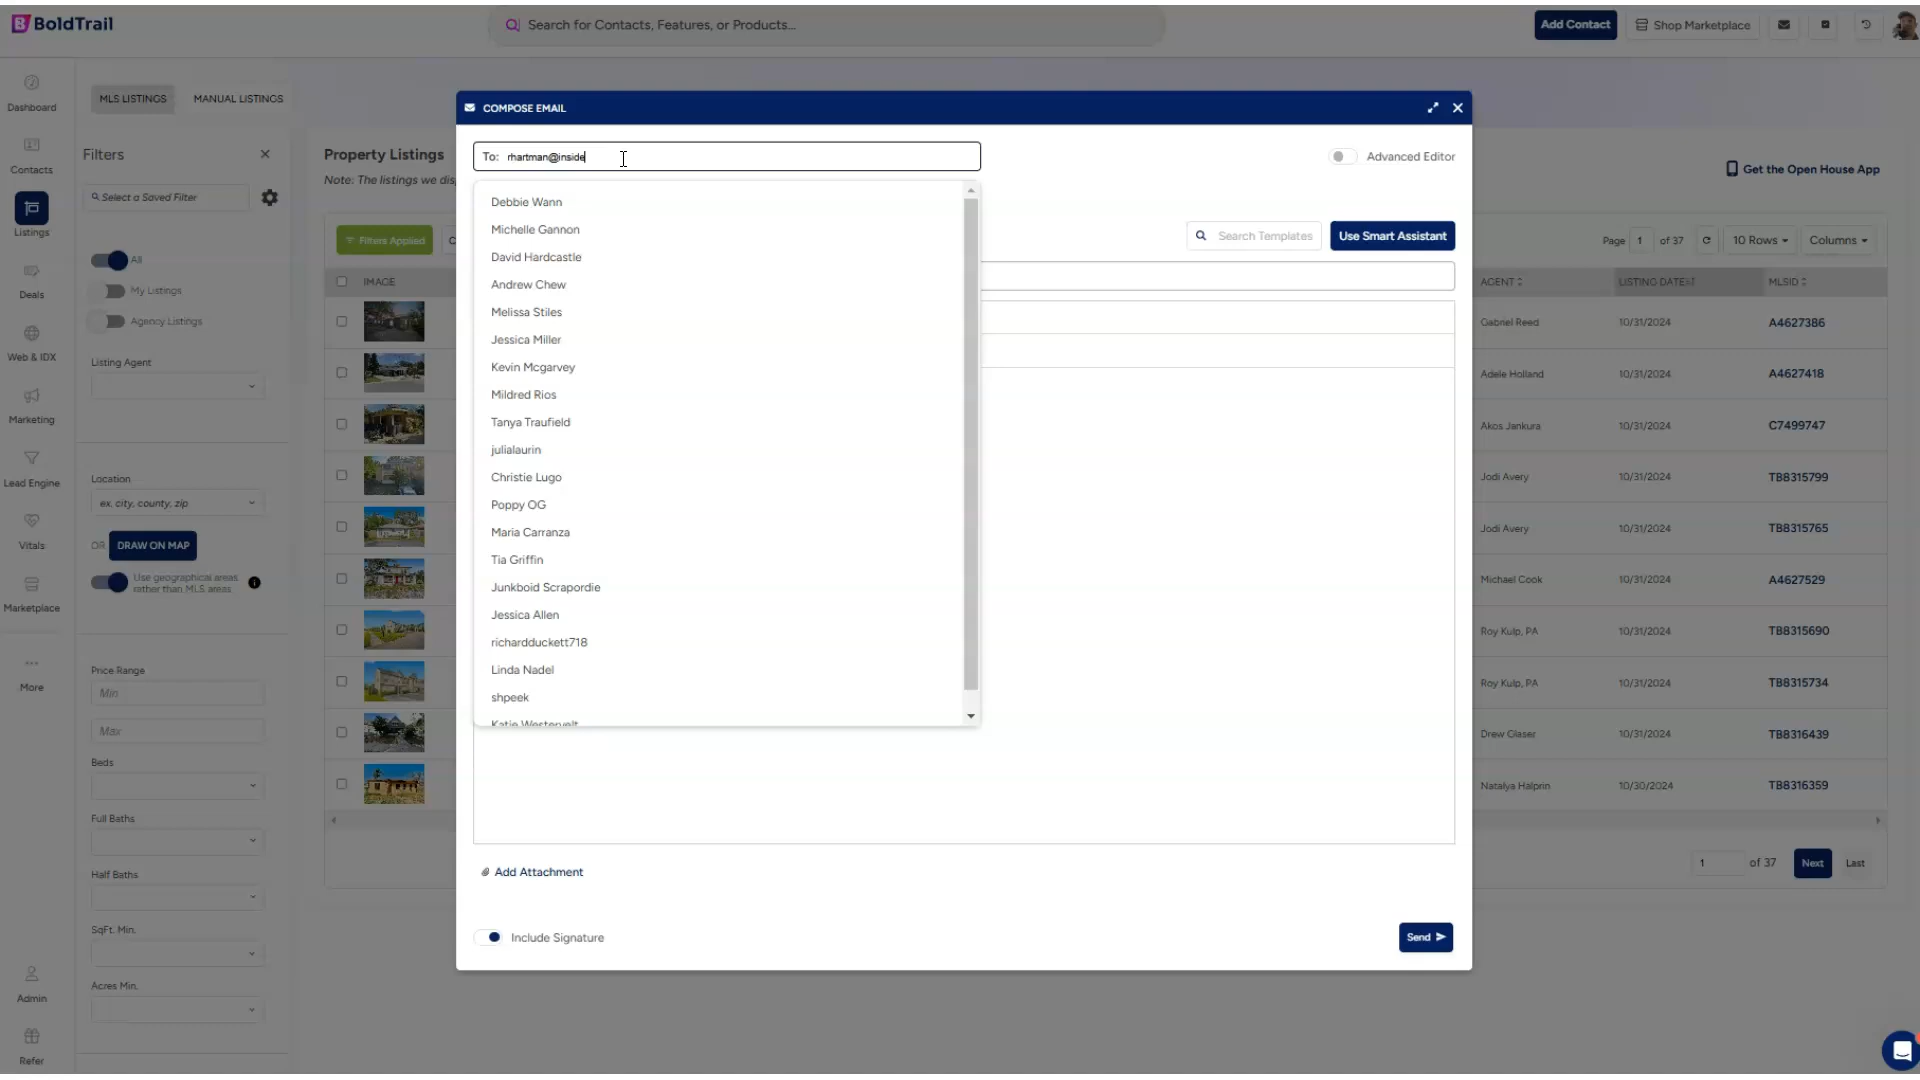 BoldTrail
Search for Contacts, Features, or Products...
Add Contact
Shop Marketplace
Dashboard
Contacts
Listings
Deals
Web & IDX
Marketing
Lead Engine
Vitals
Marketplace
More
Admin
Refer
MLS LISTINGS
MANUAL LISTINGS
Filters
Select a Saved Filter
All
My Listings
Agency Listings
Listing Agent
Location
ex. city, county, zip
OR DRAW ON MAP
Use geographical areas
rather than MLS areas
Price Range
Min
Max
Beds
Full Baths
Half Baths
SqFt. Min.
Acres Min.
Property Listings
Note: The listings we dis
Get the Open House App
Filters Applied
C
Page 1 of 37
10 Rows
Columns
IMAGE
AGENT
LISTING DATE
MLSID
Gabriel Reed 10/31/2024 A4627386
Adele Holland 10/31/2024 A4627418
Akos Jankura 10/31/2024 C7499747
Jodi Avery 10/31/2024 TB8315799
Jodi Avery 10/31/2024 TB8315765
Michael Cook 10/31/2024 A4627529
Roy Kulp, PA 10/31/2024 TB8315690
Roy Kulp, PA 10/31/2024 TB8315734
Drew Glaser 10/31/2024 TB8316439
Natalya Halprin 10/30/2024 TB8316359
1 of 37 Next Last
COMPOSE EMAIL
To: rhartman@inside
Advanced Editor
Search Templates
Use Smart Assistant
Debbie Wann
Michelle Gannon
David Hardcastle
Andrew Chew
Melissa Stiles
Jessica Miller
Kevin Mcgarvey
Mildred Rios
Tanya Traufield
julialaurin
Christie Lugo
Poppy OG
Maria Carranza
Tia Griffin
Junkboid Scrapordie
Jessica Allen
richardduckett718
Linda Nadel
shpeek
Katie Westervelt
Add Attachment
Include Signature
Send